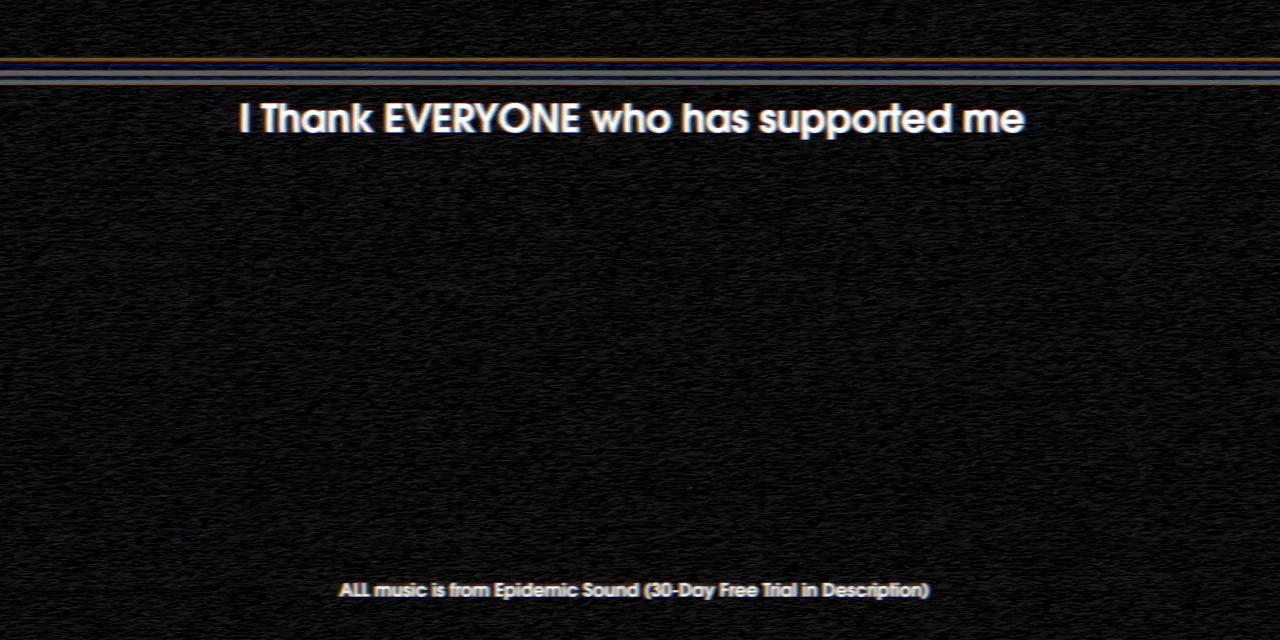 I Thank EVERYONE who has supported me
ALL music is from Epidemic Sound (30-Day Free Trial in Description)